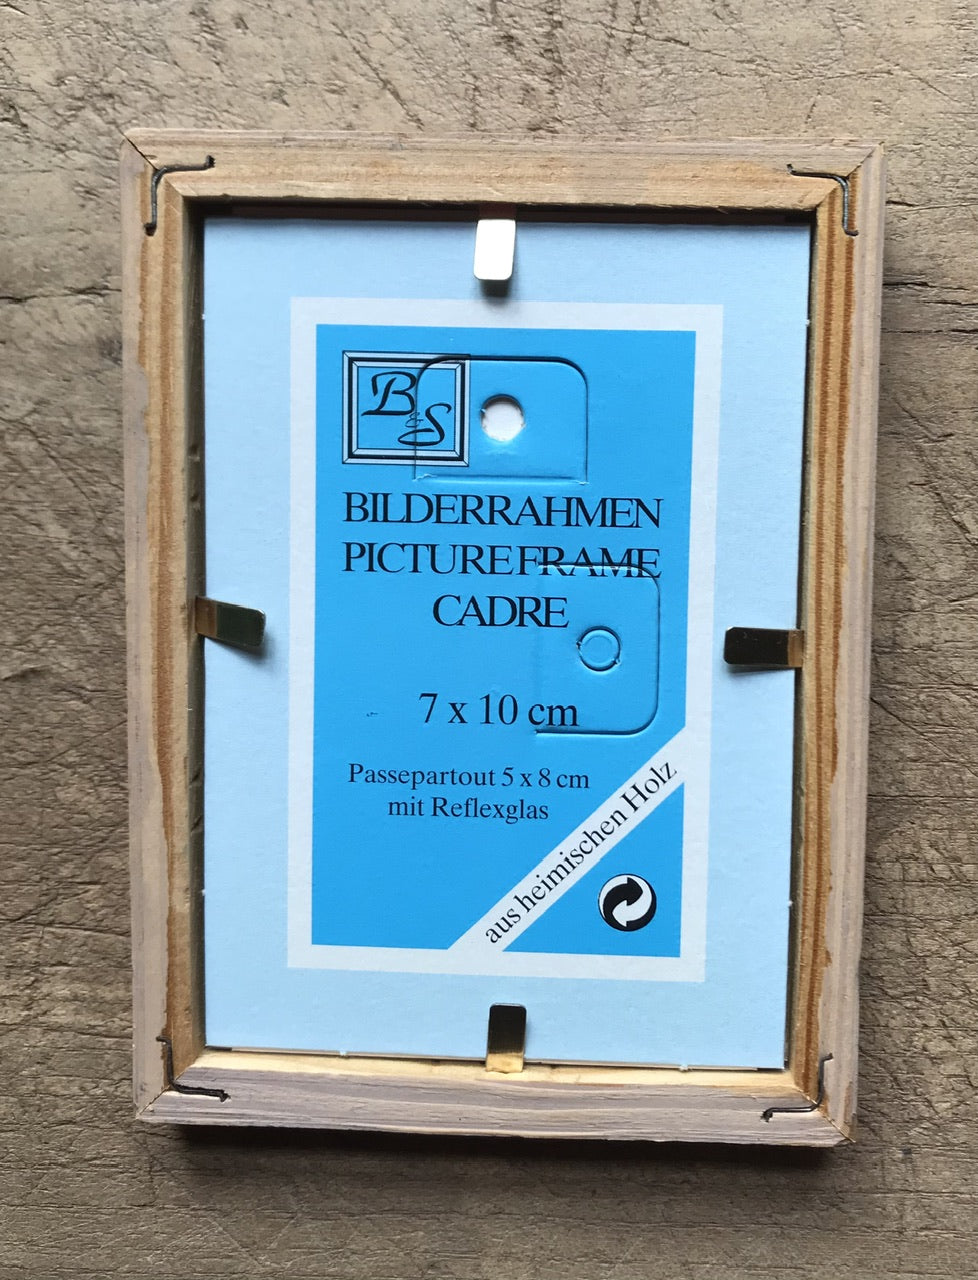 B&S
BILDERRAHMEN
PICTURE FRAME
CADRE
7 x 10 cm
Passepartout 5 x 8 cm
mit Reflexglas
aus heimischen Holz